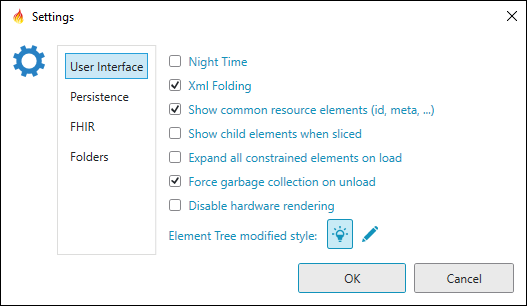 Settings
User Interface
Persistence
FHIR
Folders
Night Time
Xml Folding
Show common resource elements (id, meta, ...)
Show child elements when sliced
Expand all constrained elements on load
Force garbage collection on unload
Disable hardware rendering
Element Tree modified style:
OK
Cancel